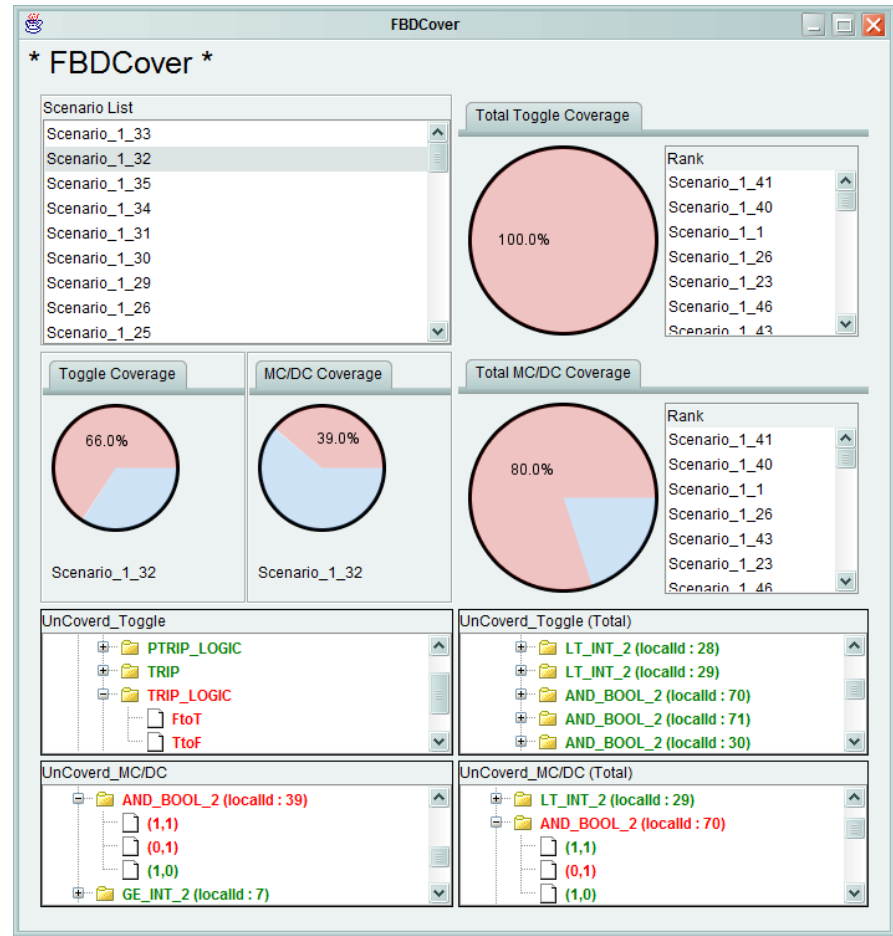 FBDCover
* FBDCover *
Scenario List
Scenario_1_33
Scenario_1_32
Scenario_1_35
Scenario_1_34
Scenario_1_31
Scenario_1_30
Scenario_1_29
Scenario_1_26
Scenario_1_25
Total Toggle Coverage
100.0%
Rank
Scenario_1_41
Scenario_1_40
Scenario_1_1
Scenario_1_26
Scenario_1_23
Scenario_1_46
Scenario_1_43
Toggle Coverage
66.0%
Scenario_1_32
MC/DC Coverage
39.0%
Scenario_1_32
Total MC/DC Coverage
80.0%
Rank
Scenario_1_41
Scenario_1_40
Scenario_1_1
Scenario_1_26
Scenario_1_43
Scenario_1_23
Scenario_1_46
UnCoverd_Toggle
PTRIP_LOGIC
TRIP
TRIP_LOGIC
FtoT
TtoF
UnCoverd_Toggle (Total)
LT_INT_2 (localId : 28)
LT_INT_2 (localId : 29)
AND_BOOL_2 (localId : 70)
AND_BOOL_2 (localId : 71)
AND_BOOL_2 (localId : 30)
UnCoverd_MC/DC
AND_BOOL_2 (localId : 39)
(1,1)
(0,1)
(1,0)
GE_INT_2 (localId : 7)
UnCoverd_MC/DC (Total)
LT_INT_2 (localId : 29)
AND_BOOL_2 (localId : 70)
(1,1)
(0,1)
(1,0)